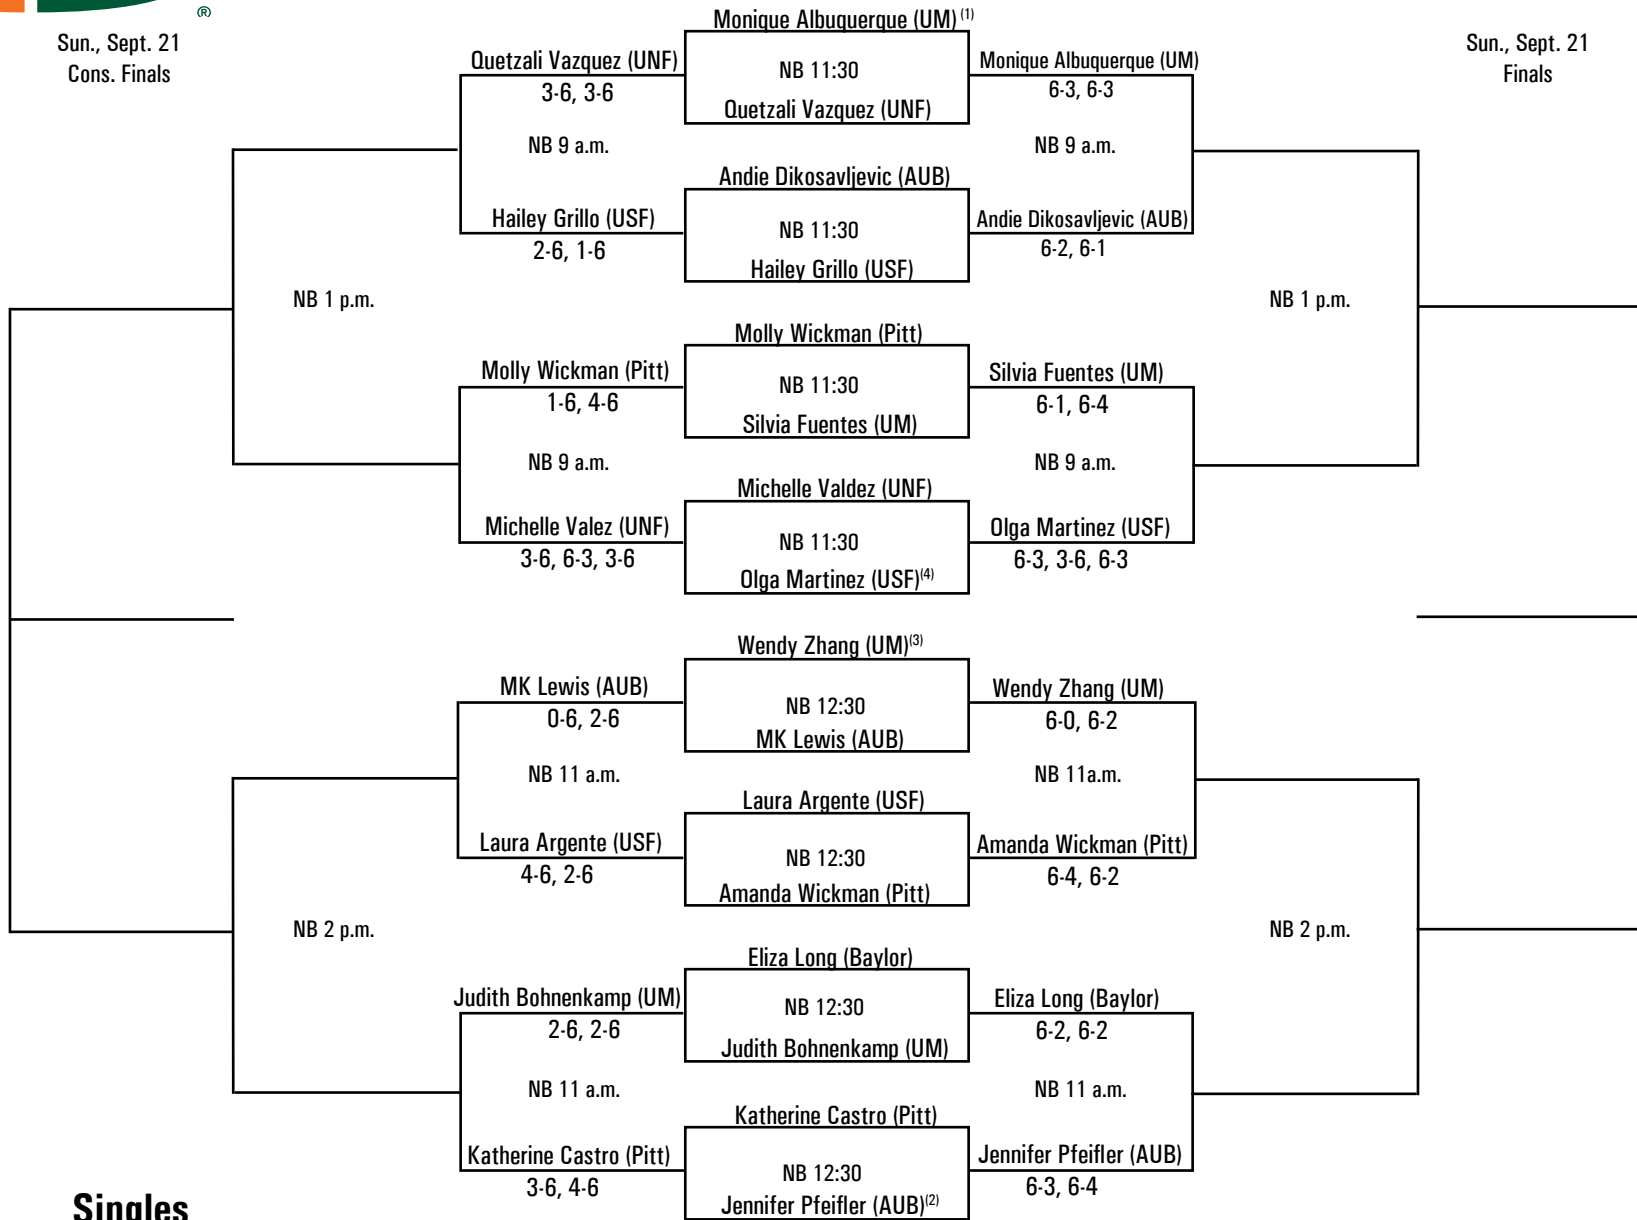 ®
Sun., Sept. 21
Cons. Finals
Sun., Sept. 21
Finals
Monique Albuquerque (UM) (1)
Quetzali Vazquez (UNF)
NB 11:30
Monique Albuquerque (UM)
3-6, 3-6
6-3, 6-3
Quetzali Vazquez (UNF)
NB 9 a.m.
NB 9 a.m.
Andie Dikosavljevic (AUB)
Hailey Grillo (USF)
NB 11:30
Andie Dikosavljevic (AUB)
2-6, 1-6
6-2, 6-1
Hailey Grillo (USF)
NB 1 p.m.
NB 1 p.m.
Molly Wickman (Pitt)
Molly Wickman (Pitt)
NB 11:30
Silvia Fuentes (UM)
1-6, 4-6
6-1, 6-4
Silvia Fuentes (UM)
NB 9 a.m.
NB 9 a.m.
Michelle Valdez (UNF)
Michelle Valez (UNF)
NB 11:30
Olga Martinez (USF)
3-6, 6-3, 3-6
6-3, 3-6, 6-3
Olga Martinez (USF)(4)
Wendy Zhang (UM)(3)
MK Lewis (AUB)
NB 12:30
Wendy Zhang (UM)
0-6, 2-6
6-0, 6-2
MK Lewis (AUB)
NB 11 a.m.
NB 11a.m.
Laura Argente (USF)
Laura Argente (USF)
NB 12:30
Amanda Wickman (Pitt)
4-6, 2-6
6-4, 6-2
Amanda Wickman (Pitt)
NB 2 p.m.
NB 2 p.m.
Eliza Long (Baylor)
Judith Bohnenkamp (UM)
NB 12:30
Eliza Long (Baylor)
2-6, 2-6
6-2, 6-2
Judith Bohnenkamp (UM)
NB 11 a.m.
NB 11 a.m.
Katherine Castro (Pitt)
Katherine Castro (Pitt)
NB 12:30
Jennifer Pfeifler (AUB)
3-6, 4-6
6-3, 6-4
Jennifer Pfeifler (AUB)(2)
Singles